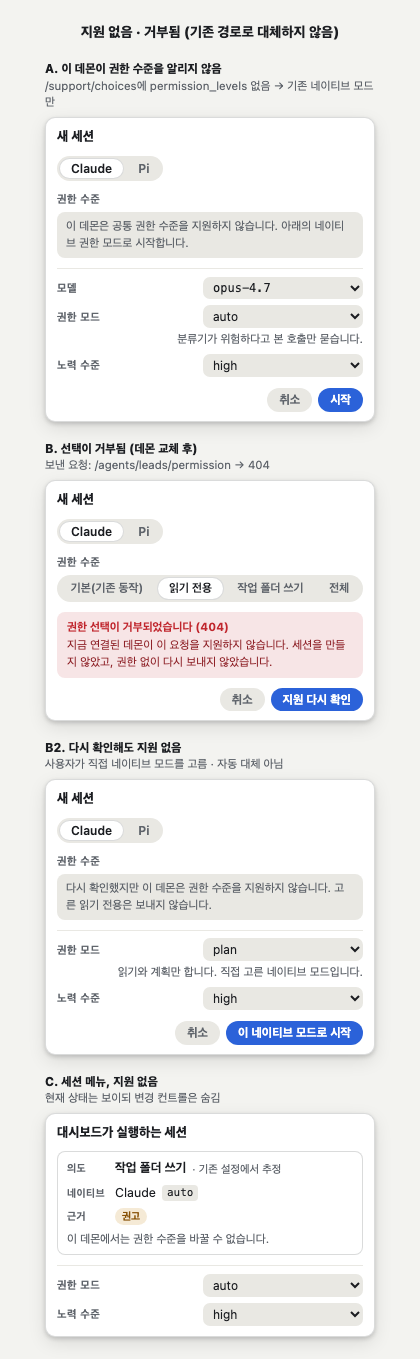 지원 없음 · 거부됨 (기존 경로로 대체하지 않음)
A. 이 데몬이 권한 수준을 알리지 않음
/support/choices에 permission_levels 없음 → 기존 네이티브 모드
만
새 세션
Claude Pi
권한 수준
이 데몬은 공통 권한 수준을 지원하지 않습니다. 아래의 네이티
브 권한 모드로 시작합니다.
모델 opus-4.7
권한 모드 auto
분류기가 위험하다고 본 호출만 묻습니다.
노력 수준 high
취소 시작
B. 선택이 거부됨 (데몬 교체 후)
보낸 요청: /agents/leads/permission → 404
새 세션
Claude Pi
권한 수준
기본(기존 동작) 읽기 전용 작업 폴더 쓰기 전체
권한 선택이 거부되었습니다 (404)
지금 연결된 데몬이 이 요청을 지원하지 않습니다. 세션을 만들
지 않았고, 권한 없이 다시 보내지 않았습니다.
취소 지원 다시 확인
B2. 다시 확인해도 지원 없음
사용자가 직접 네이티브 모드를 고름 · 자동 대체 아님
새 세션
Claude Pi
권한 수준
다시 확인했지만 이 데몬은 권한 수준을 지원하지 않습니다. 고
른 읽기 전용은 보내지 않습니다.
권한 모드 plan
읽기와 계획만 합니다. 직접 고른 네이티브 모드입니다.
노력 수준 high
취소 이 네이티브 모드로 시작
C. 세션 메뉴, 지원 없음
현재 상태는 보이되 변경 컨트롤은 숨김
대시보드가 실행하는 세션
의도 작업 폴더 쓰기 · 기존 설정에서 추정
네이티브 Claude auto
근거 권고
이 데몬에서는 권한 수준을 바꿀 수 없습니다.
권한 모드 auto
노력 수준 high